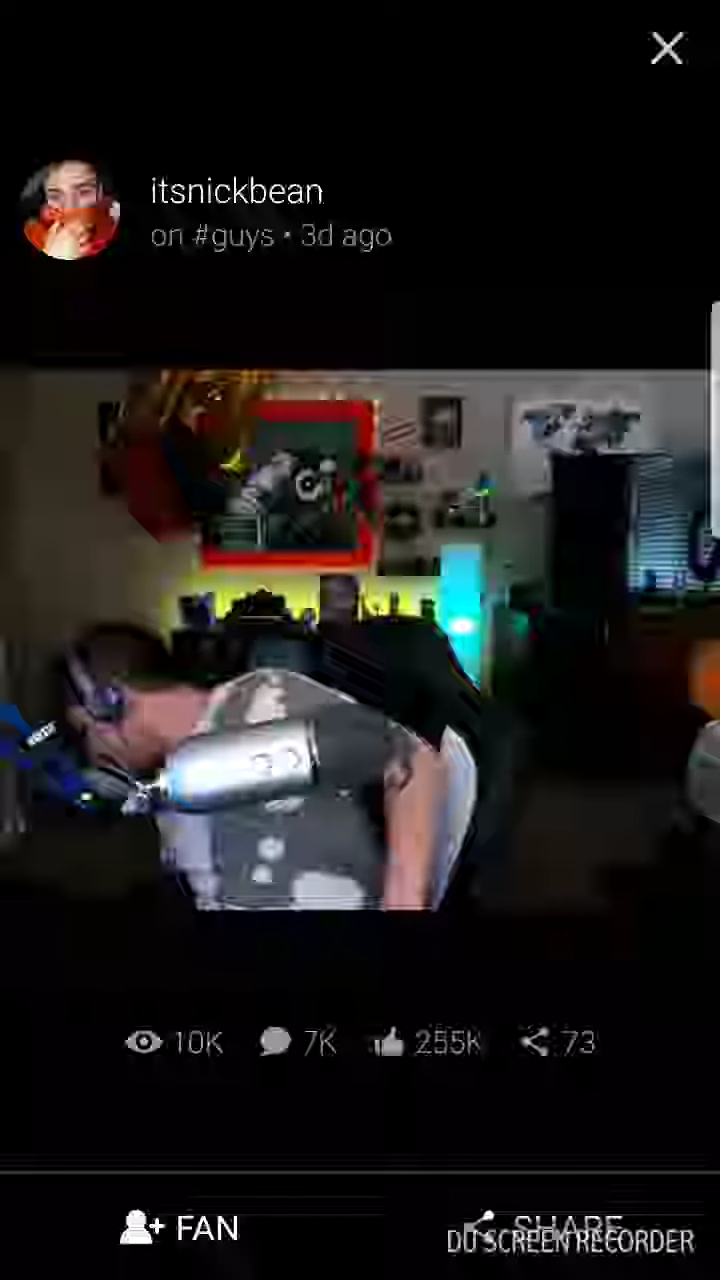 itsnickbean
on #guys • 3d ago
10K 7K 255K 73
FAN SHARE
DU SCREEN RECORDER